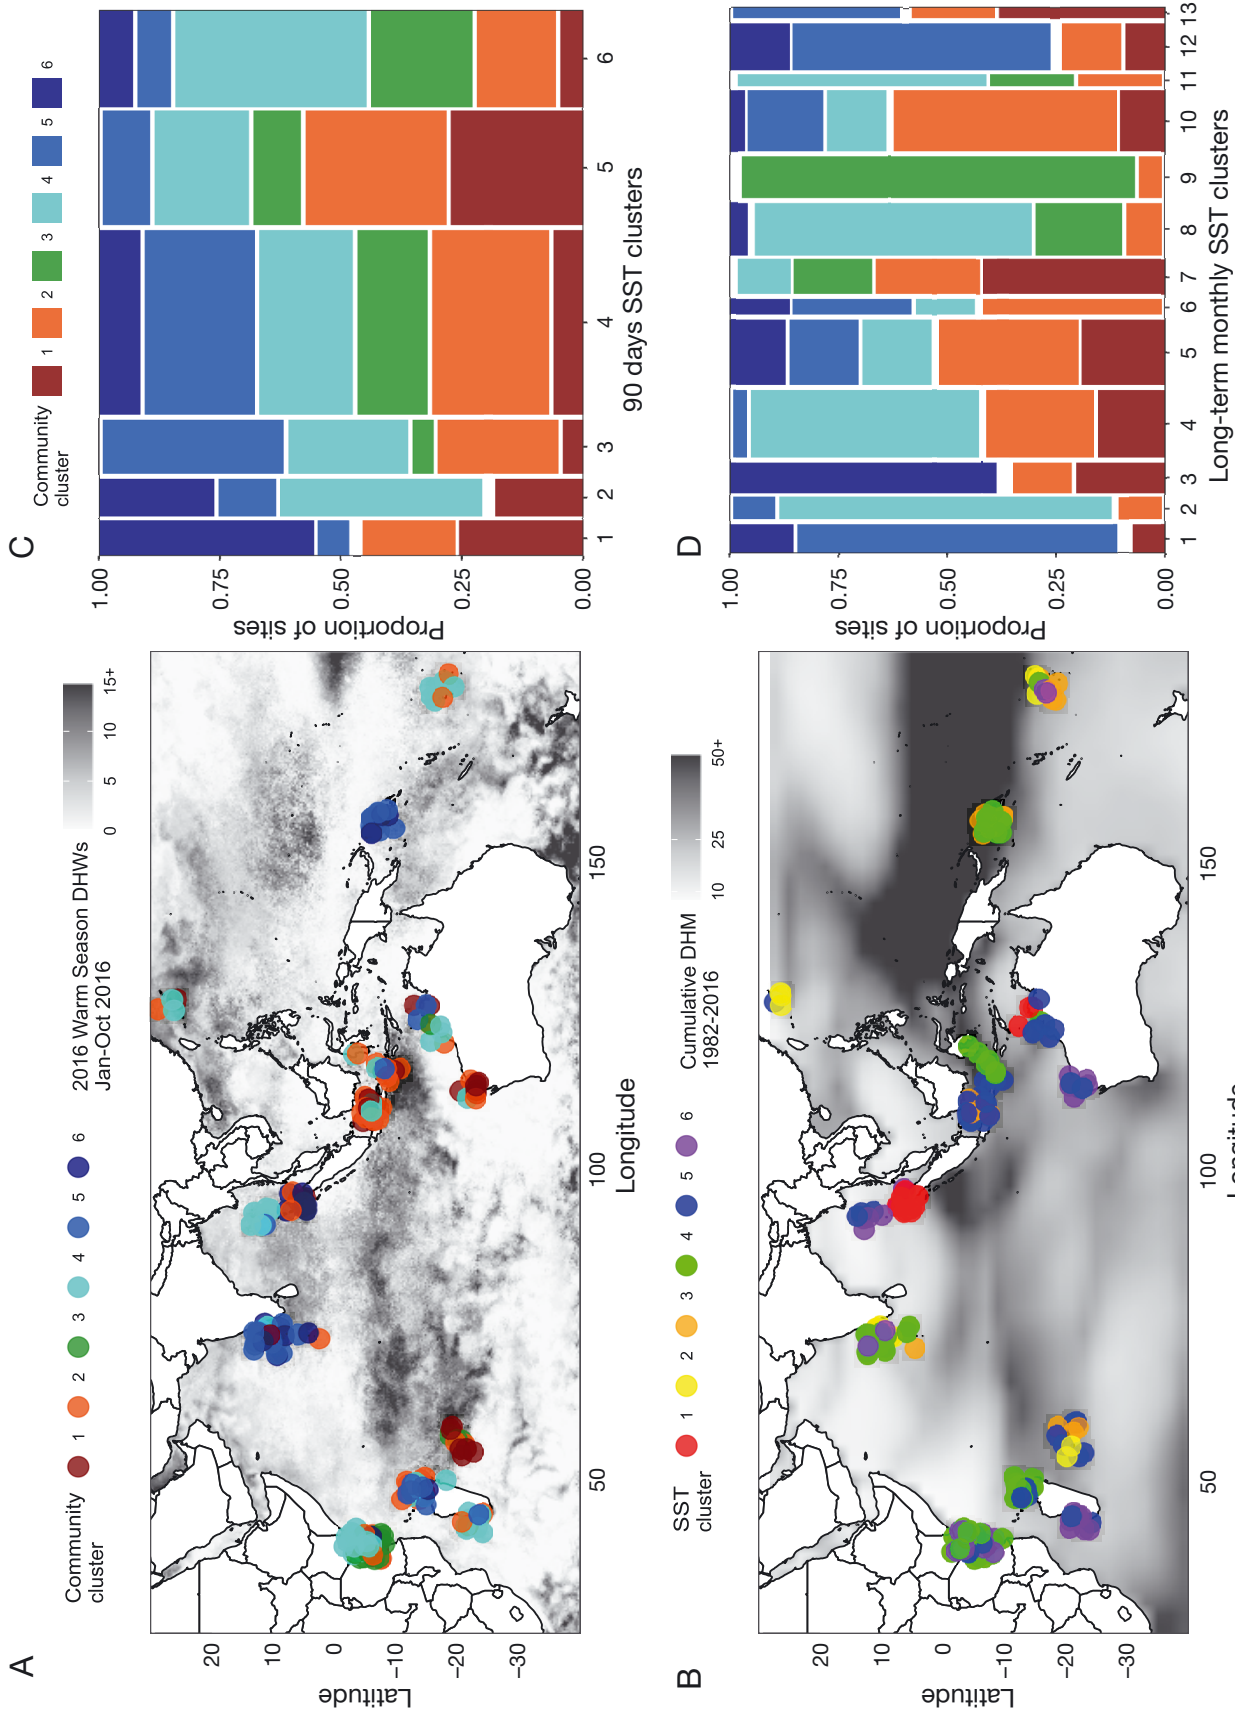 A
Community
cluster
1 2 3 4 5 6
2016 Warm Season DHWs
Jan-Oct 2016
0 5 10 15+
Latitude
20
10
0
−10
−20
−30
50 100 150
Longitude
B
SST
cluster
1 2 3 4 5 6
Cumulative DHM
1982-2016
10 25 50+
Latitude
20
10
0
−10
−20
−30
50 100 150
Longitude
C
Community
cluster
1 2 3 4 5 6
Proportion of sites
1.00
0.75
0.50
0.25
0.00
1 2 3 4 5 6
90 days SST clusters
D
Proportion of sites
1.00
0.75
0.50
0.25
0.00
1 2 3 4 5 6 7 8 9 10 11 12 13
Long-term monthly SST clusters